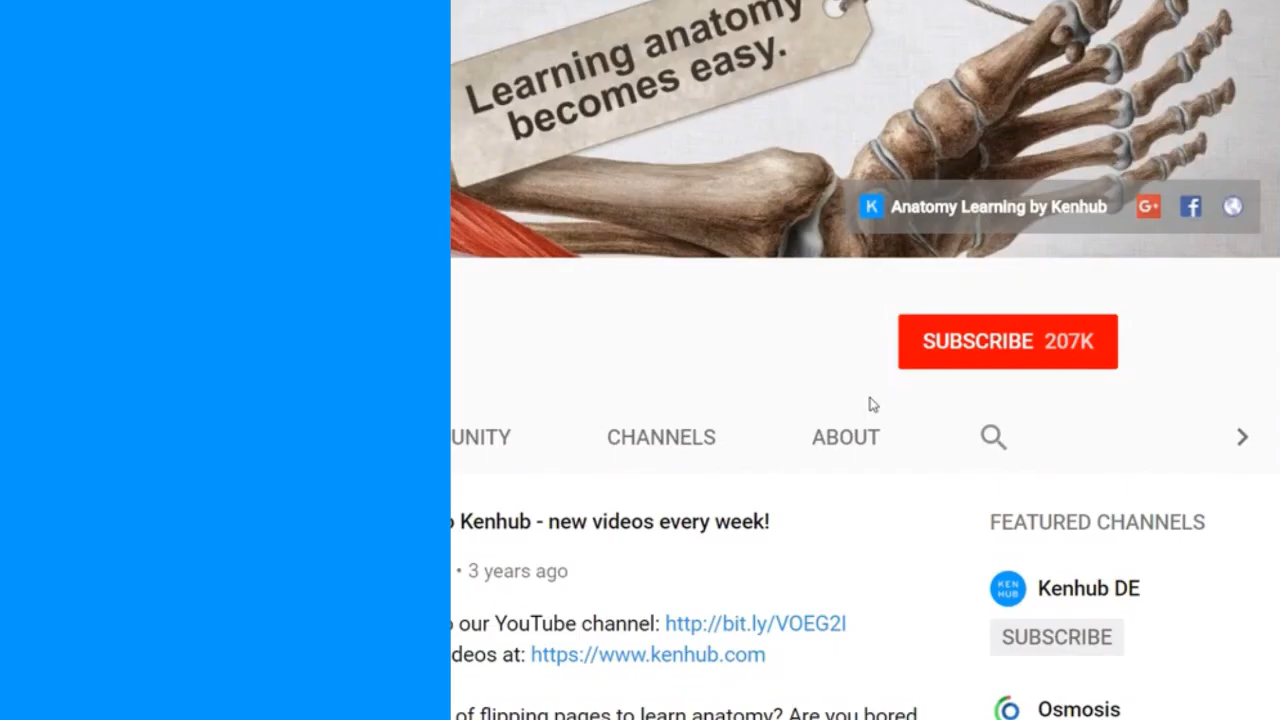 Learning anatomy
becomes easy.
K Anatomy Learning by Kenhub G+ f
SUBSCRIBE 207K
UNITY CHANNELS ABOUT
Kenhub - new videos every week!
• 3 years ago
our YouTube channel: http://bit.ly/VOEG2I
deos at: https://www.kenhub.com
of flipping pages to learn anatomy? Are you bored
FEATURED CHANNELS
KEN
HUB
Kenhub DE
SUBSCRIBE
Osmosis